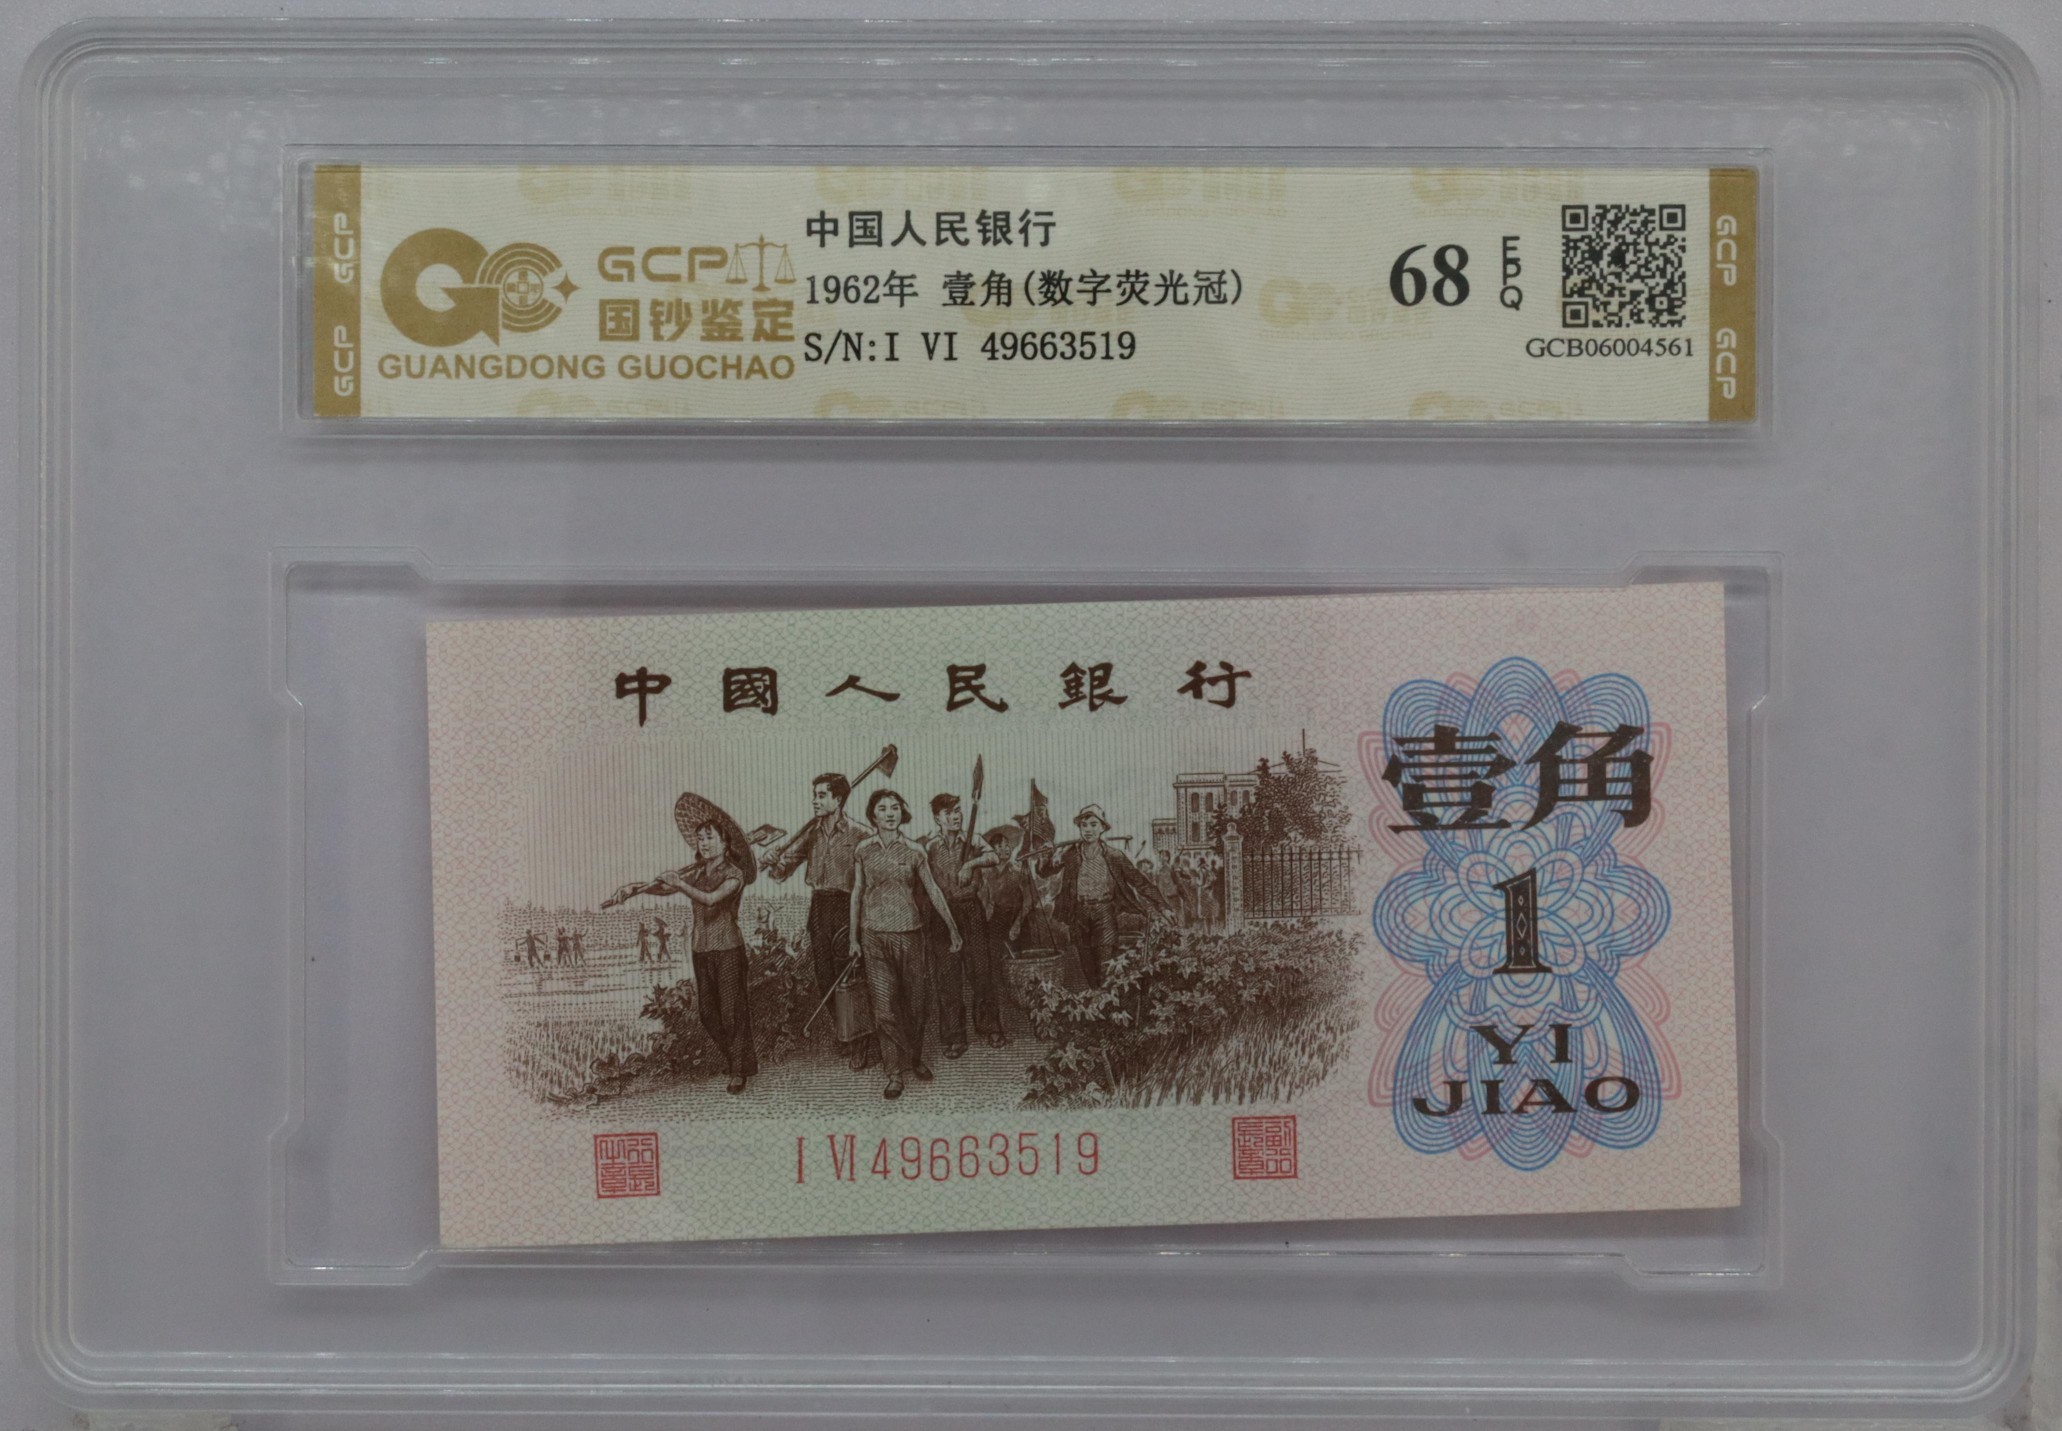 GCP GCP
GCP
国钞鉴定
GUANGDONG GUOCHAO
中国人民银行
1962年 壹角(数字荧光冠)
S/N:I VI 49663519
68
EPQ
GCB06004561
GCP GCP
中國人民銀行
壹角
1
YI
JIAO
I VI 49663519